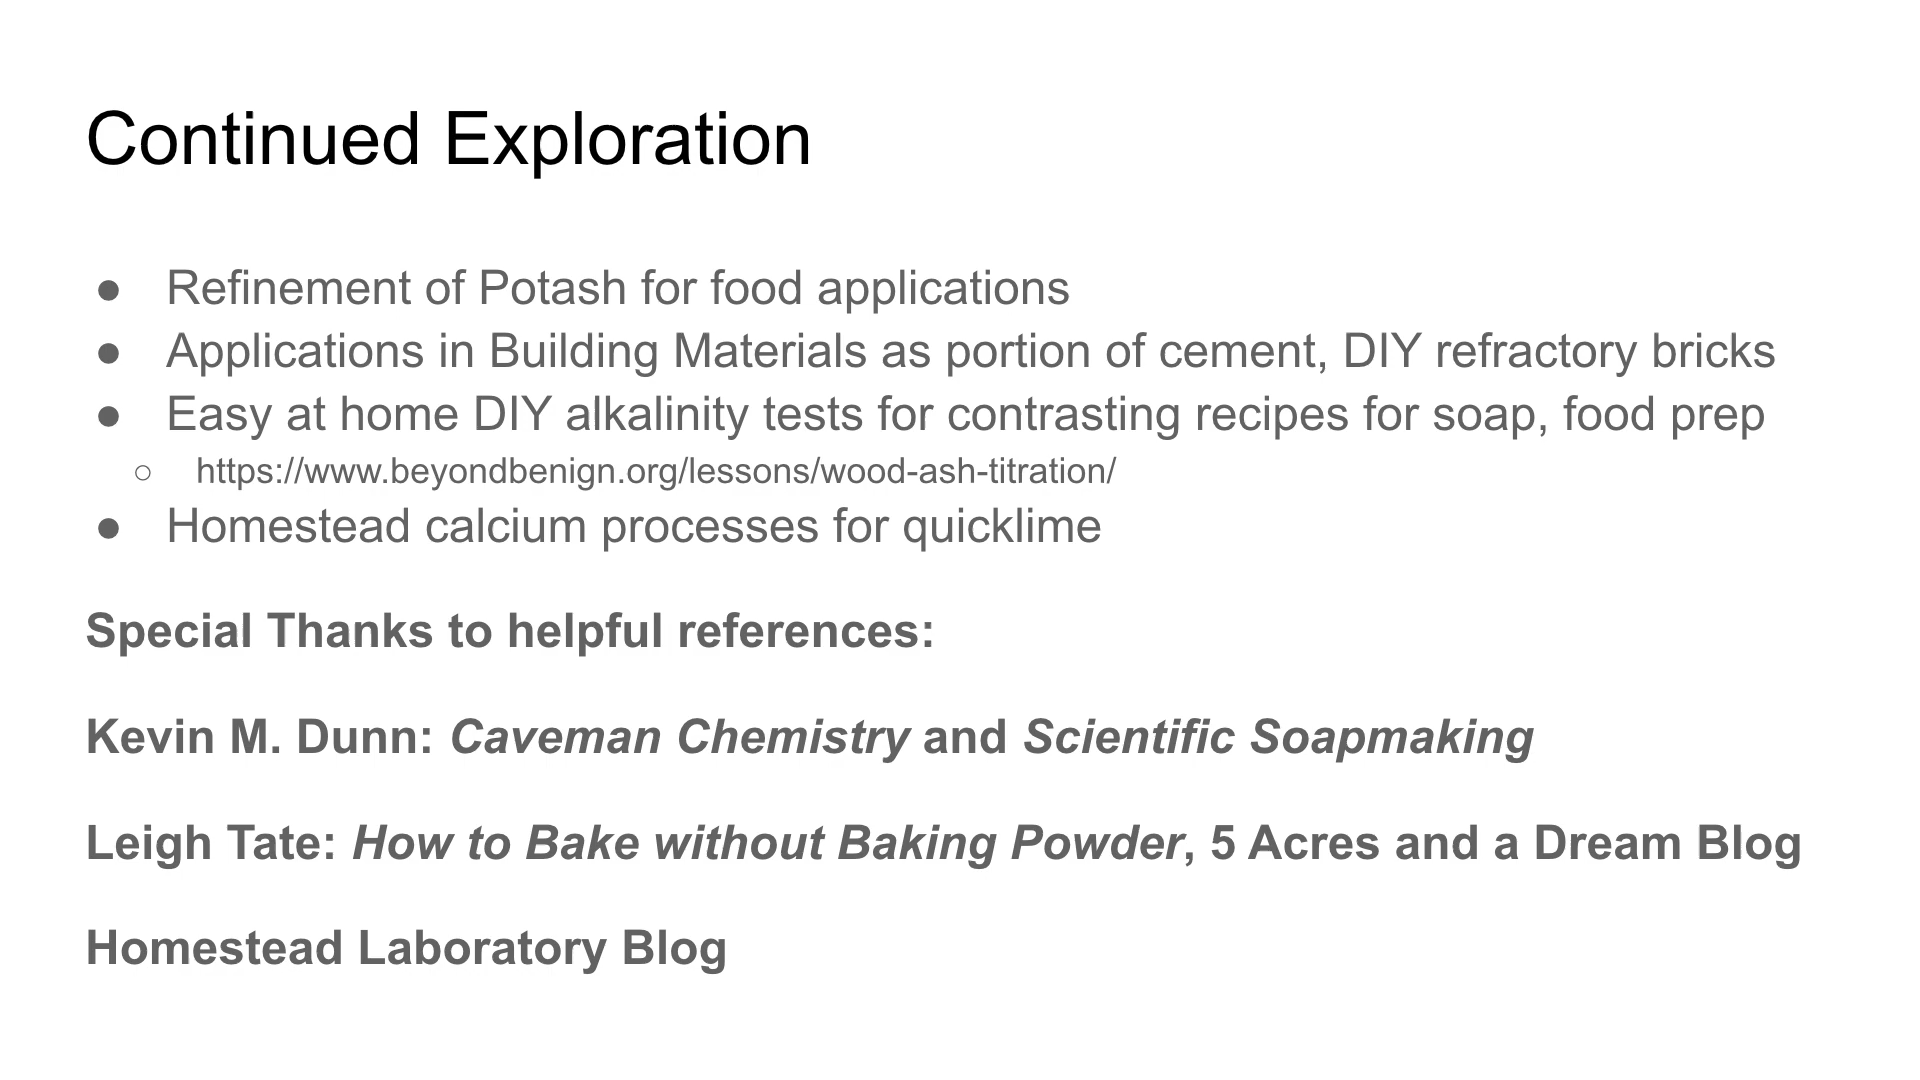 Continued Exploration
● Refinement of Potash for food applications
● Applications in Building Materials as portion of cement, DIY refractory bricks
● Easy at home DIY alkalinity tests for contrasting recipes for soap, food prep
○ https://www.beyondbenign.org/lessons/wood-ash-titration/
● Homestead calcium processes for quicklime
Special Thanks to helpful references:
Kevin M. Dunn: Caveman Chemistry and Scientific Soapmaking
Leigh Tate: How to Bake without Baking Powder, 5 Acres and a Dream Blog
Homestead Laboratory Blog